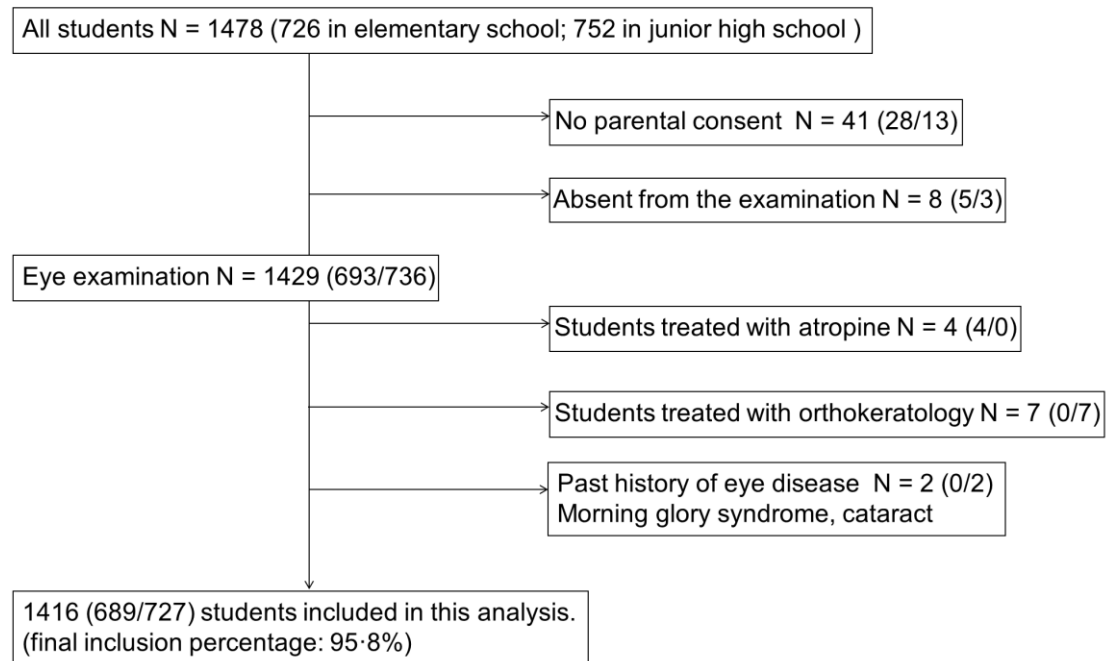 All students N = 1478 (726 in elementary school; 752 in junior high school )
No parental consent  N = 41 (28/13)
Absent from the examination N = 8 (5/3)
Eye examination N = 1429 (693/736)
Students treated with atropine N = 4 (4/0)
Students treated with orthokeratology N = 7 (0/7)
Past history of eye disease  N = 2 (0/2)
Morning glory syndrome, cataract
1416 (689/727) students included in this analysis.
(final inclusion percentage: 95·8%)